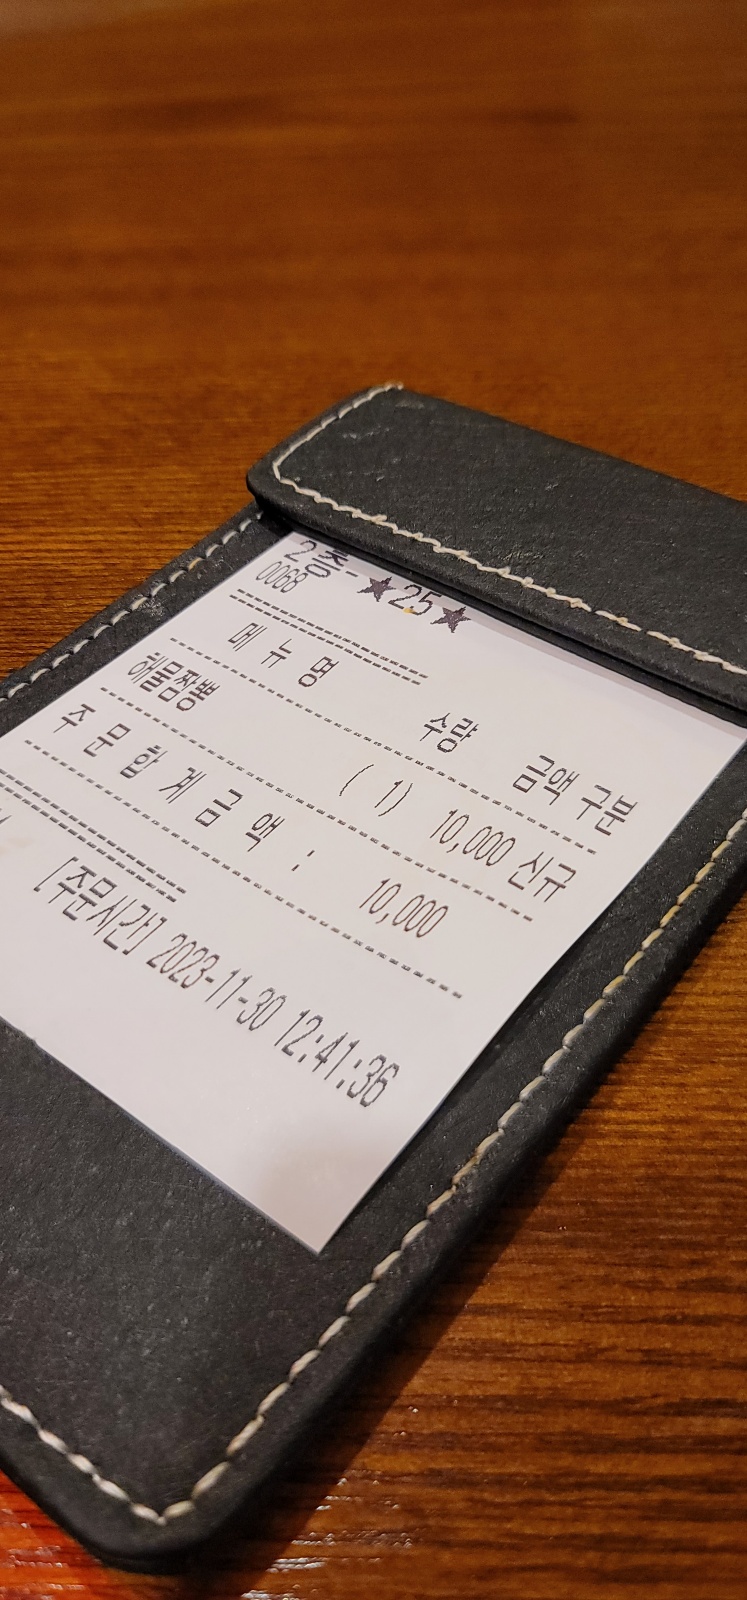 2층-★25★
0068
메 뉴 명 수량 금액 구분
해물짬뽕
( 1) 10,000 신규
주 문 합 계 금 액 : 10,000
[주문시간] 2023-11-30 12:41:36